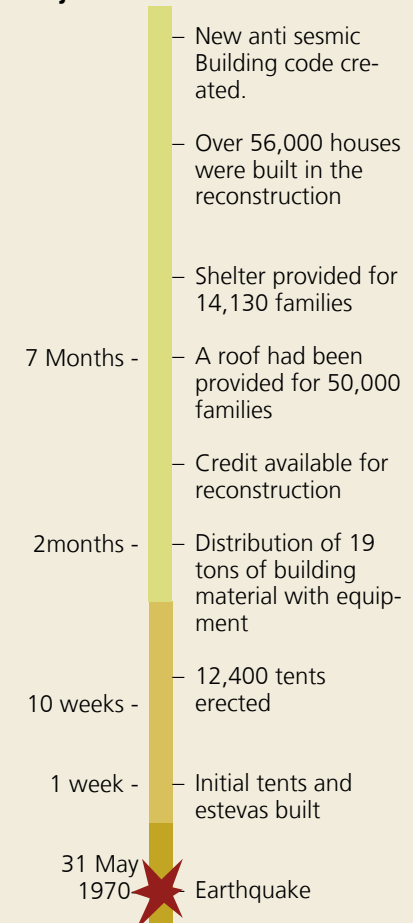 – New anti sesmic
Building code cre-
ated.
– Over 56,000 houses
were built in the
reconstruction
– Shelter provided for
14,130 families
7 Months -
– A roof had been
provided for 50,000
families
– Credit available for
reconstruction
2months -
– Distribution of 19
tons of building
material with equip-
ment
– 12,400 tents
erected
10 weeks -
1 week -
– Initial tents and
estevas built
31 May
1970-
– Earthquake